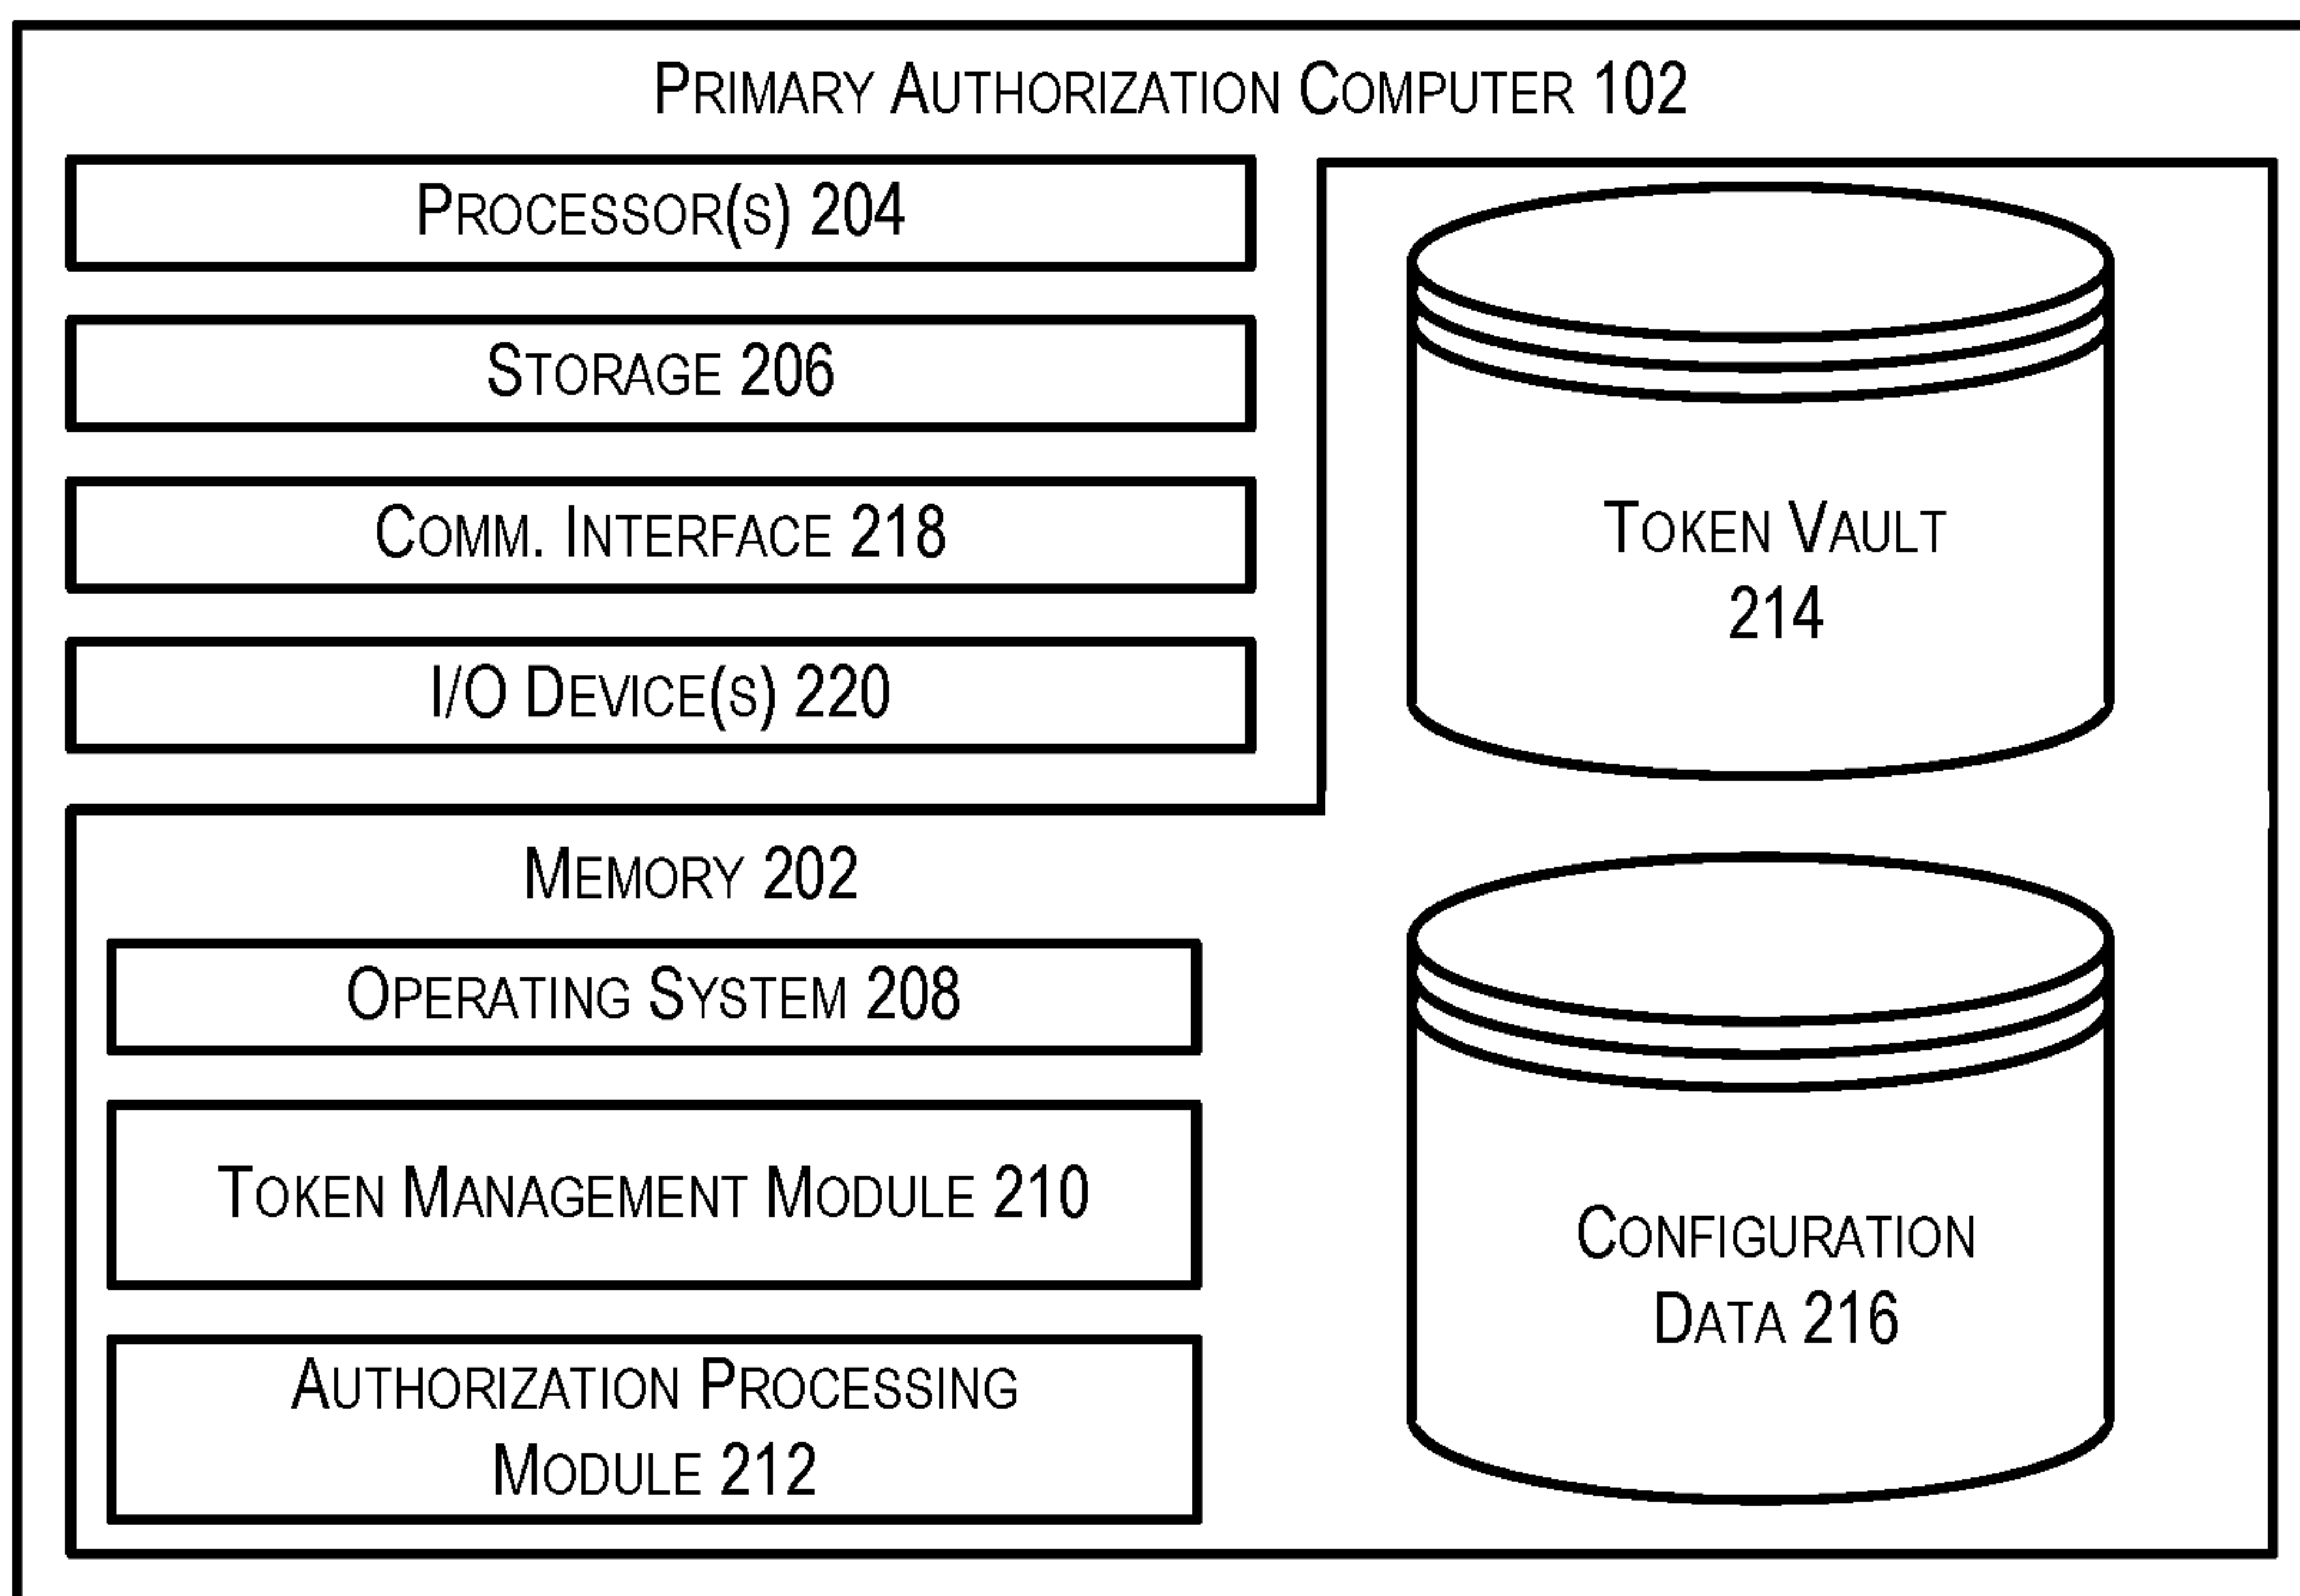 PRIMARY AUTHORIZATION COMPUTER 102
PROCESSOR(S) 204
STORAGE 206
COMM. INTERFACE 218
I/O DEVICE(S) 220
TOKEN VAULT
214
MEMORY 202
OPERATING SYSTEM 208
TOKEN MANAGEMENT MODULE 210
AUTHORIZATION PROCESSING
MODULE 212
CONFIGURATION
DATA 216